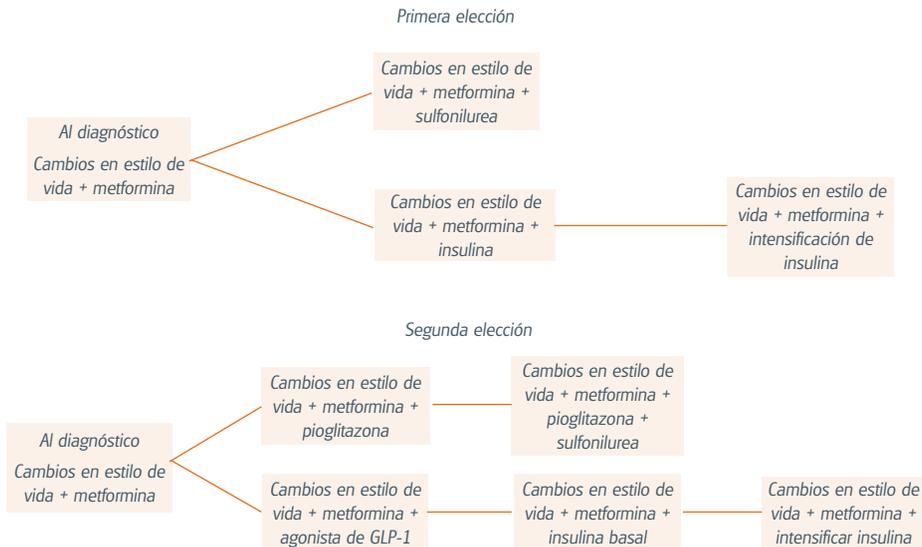 Primera elección
Cambios en estilo de
vida + metformina +
sulfonilurea
Al diagnóstico
Cambios en estilo de
vida + metformina
Cambios en estilo de
vida + metformina +
insulina
Cambios en estilo de
vida + metformina +
intensificación de
insulina
Segunda elección
Al diagnóstico
Cambios en estilo de
vida + metformina
Cambios en estilo de
vida + metformina +
pioglitazona
Cambios en estilo de
vida + metformina +
pioglitazona +
sulfonilurea
Cambios en estilo de
vida + metformina +
agonista de GLP-1
Cambios en estilo de
vida + metformina +
insulina basal
Cambios en estilo de
vida + metformina +
intensificar insulina